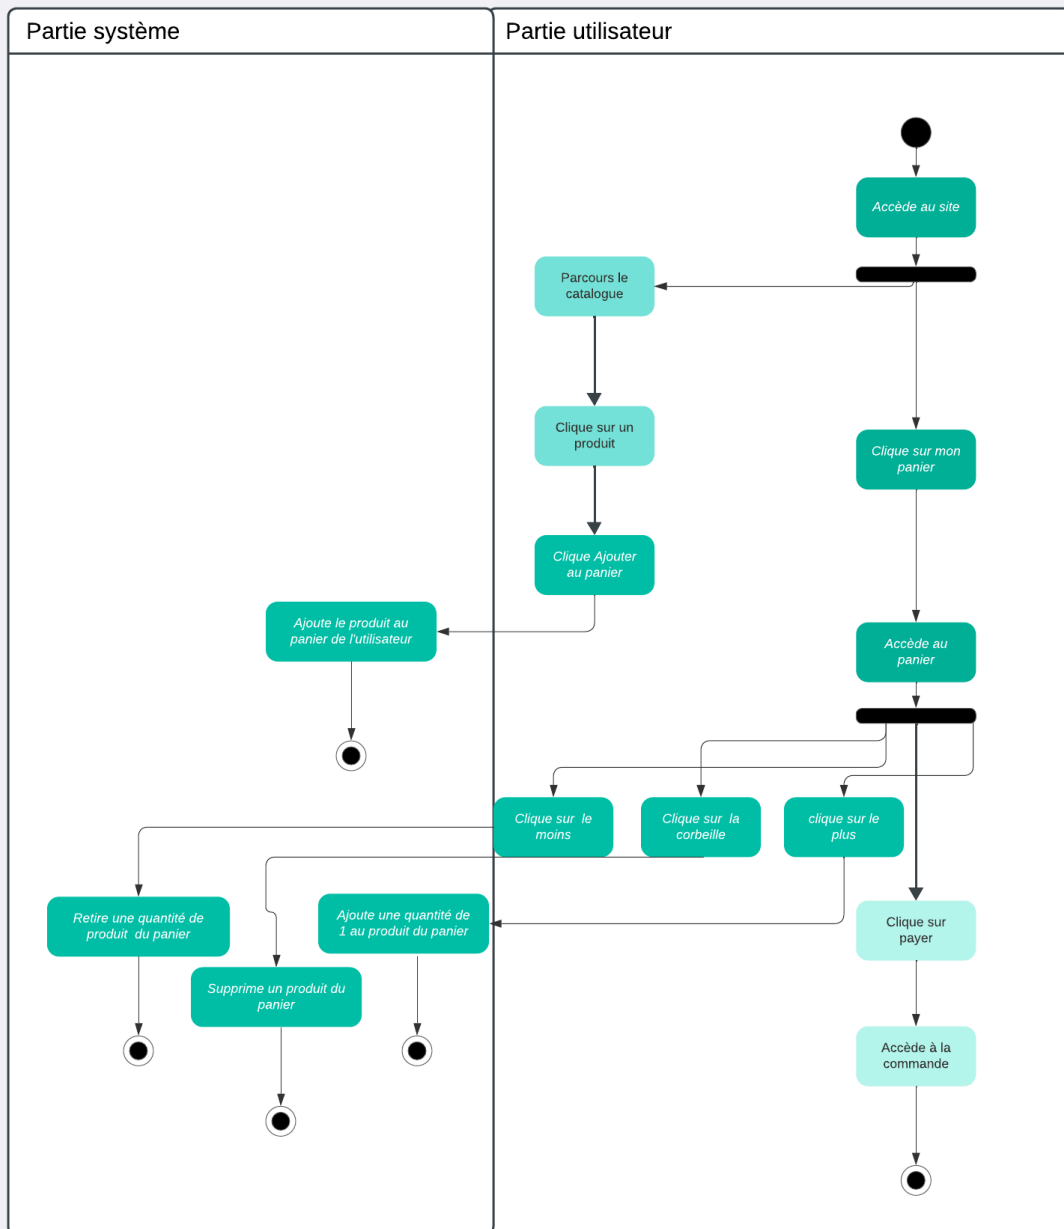 Partie système
Partie utilisateur
Accède au site
Parcours le
catalogue
Clique sur un
produit
Clique sur mon
panier
Clique Ajouter
au panier
Ajoute le produit au
panier de l'utilisateur
Accède au
panier
Clique sur le
moins
Clique sur la
corbeille
clique sur le
plus
Retire une quantité de
produit du panier
Ajoute une quantité de
1 au produit du panier
Clique sur
payer
Supprime un produit du
panier
Accède à la
commande